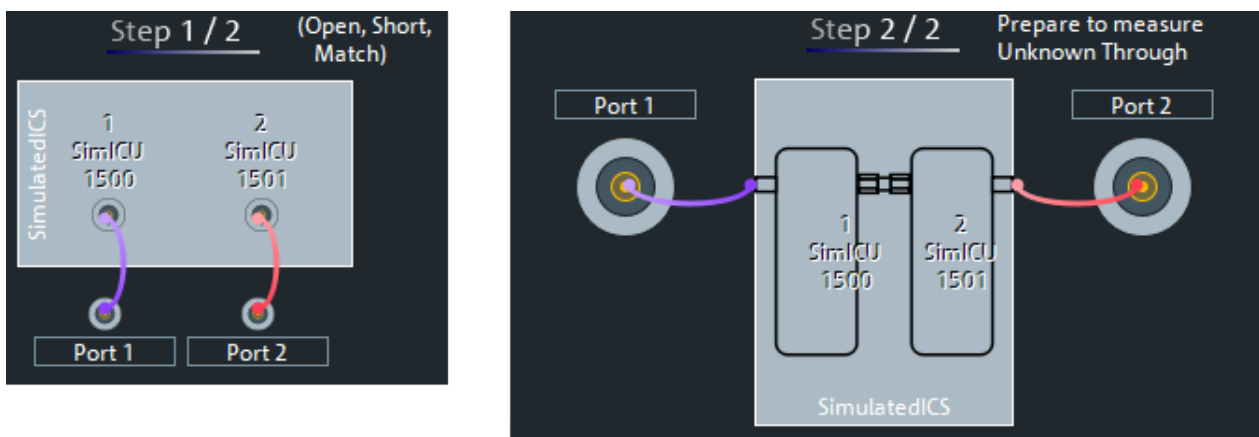 Step 1 / 2
(Open, Short,
Match)
SimulatedICS
1
SimICU
1500
2
SimICU
1501
Port 1
Port 2
Step 2 / 2
Prepare to measure
Unknown Through
Port 1
Port 2
1
SimICU
1500
2
SimICU
1501
SimulatedICS